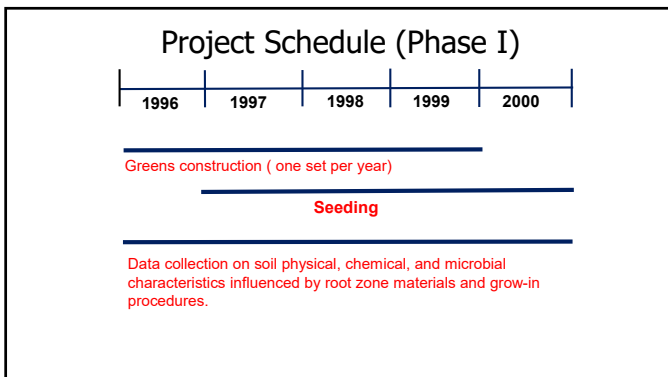 Project Schedule (Phase I)
1996 1997 1998 1999 2000
Greens construction ( one set per year)
Seeding
Data collection on soil physical, chemical, and microbial
characteristics influenced by root zone materials and grow-in
procedures.